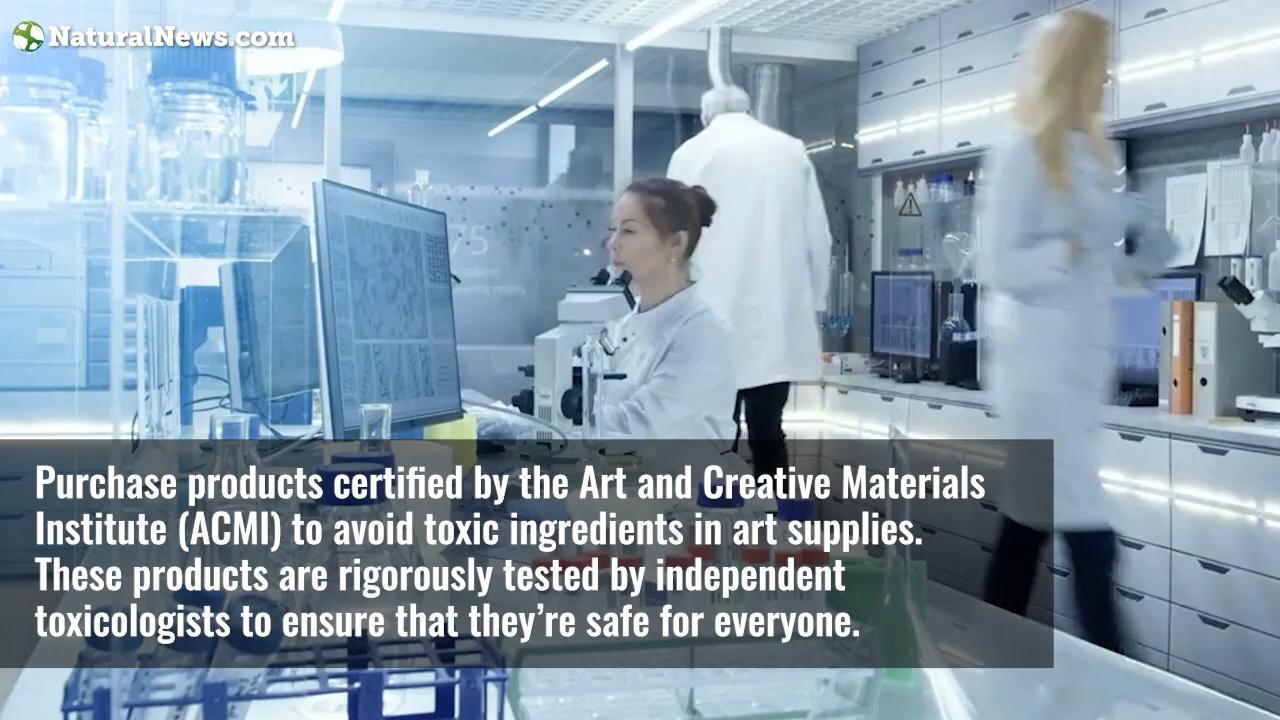 NaturalNews.com
75
Purchase products certified by the Art and Creative Materials
Institute (ACMI) to avoid toxic ingredients in art supplies.
These products are rigorously tested by independent
toxicologists to ensure that they’re safe for everyone.